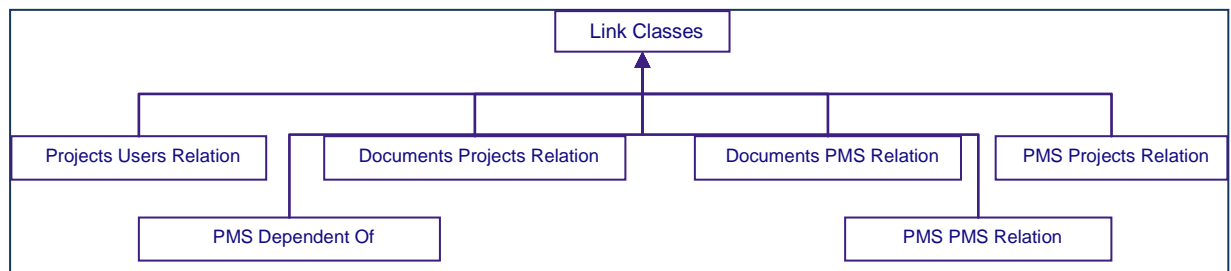 Link Classes
Projects Users Relation
Documents Projects Relation
Documents PMS Relation
PMS Projects Relation
PMS Dependent Of
PMS PMS Relation